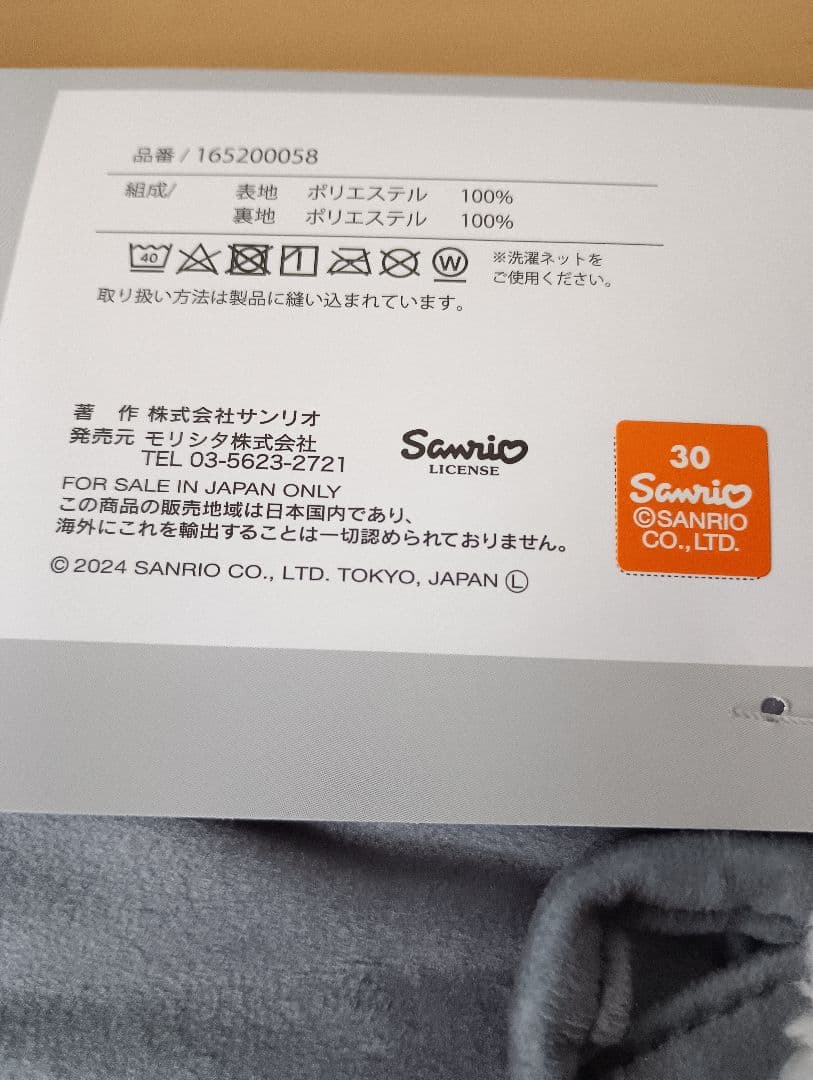 品番 / 165200058
組成/ 表地 ポリエステル 100%
裏地 ポリエステル 100%
40 W ※洗濯ネットを
ご使用ください。
取り扱い方法は製品に縫い込まれています。
著 作 株式会社サンリオ
発売元 モリシタ株式会社
TEL 03-5623-2721
FOR SALE IN JAPAN ONLY
この商品の販売地域は日本国内であり、
海外にこれを輸出することは一切認められておりません。
© 2024 SANRIO CO., LTD. TOKYO, JAPAN Ⓛ
Sanrio
LICENSE
30
Sanrio
©SANRIO
CO., LTD.